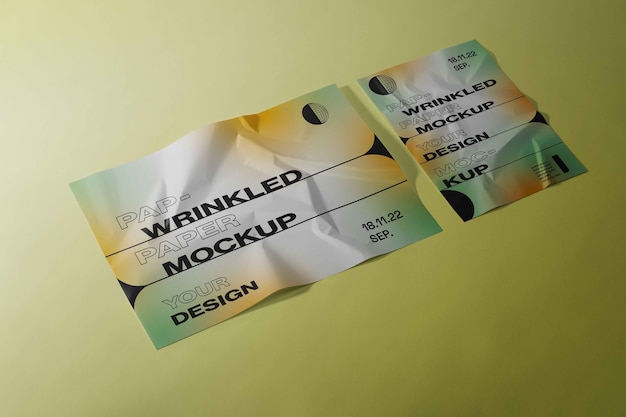 PAP-
WRINKLED
PAPER
MOCKUP
YOUR
DESIGN
18.11.22
SEP.
18.11.22
SEP.
PAP-
WRINKLED
PAPER
MOCKUP
YOUR
DESIGN
MOC-
KUP